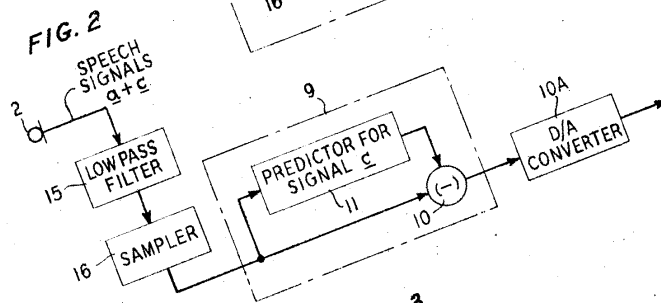 16
FIG. 2
SPEECH
SIGNALS
a + c
2
9
10A
LOW PASS
FILTER
15
PREDICTOR FOR
SIGNAL c
11
(-)
10
D/A
CONVERTER
SAMPLER
16
3